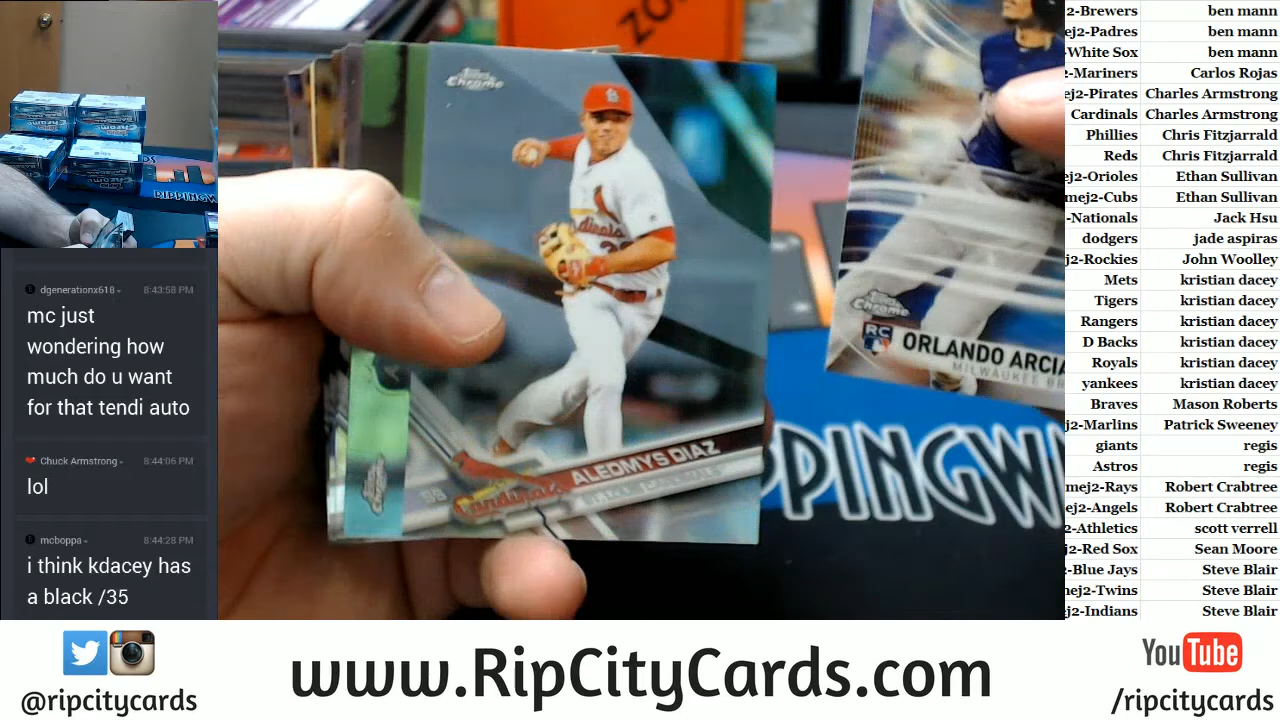 dgenerationx618 8:43:58 PM
mc just
wondering how
much do u want
for that tendi auto
Chuck Armstrong 8:44:06 PM
lol
mcboppa 8:44:28 PM
i think kdacey has
a black /35
Topps
Chrome
Cardinals
ALEDMYS DIAZ
Topps
Chrome
RC
ORLANDO ARCIA
MILWAUKEE BR
PPINGW
RIPPINGW
2-Brewers ben mann
nej2-Padres ben mann
-White Sox ben mann
2-Mariners Carlos Rojas
ej2-Pirates Charles Armstrong
Cardinals Charles Armstrong
Phillies Chris Fitzjarrald
Reds Chris Fitzjarrald
ej2-Orioles Ethan Sullivan
mej2-Cubs Ethan Sullivan
-Nationals Jack Hsu
dodgers jade aspiras
j2-Rockies John Woolley
Mets kristian dacey
Tigers kristian dacey
Rangers kristian dacey
D Backs kristian dacey
Royals kristian dacey
yankees kristian dacey
Braves Mason Roberts
j2-Marlins Patrick Sweeney
giants regis
Astros regis
mej2-Rays Robert Crabtree
nej2-Angels Robert Crabtree
2-Athletics scott verrell
j2-Red Sox Sean Moore
2-Blue Jays Steve Blair
nej2-Twins Steve Blair
ej2-Indians Steve Blair
@ripcitycards
www.RipCityCards.com
YouTube
/ripcitycards